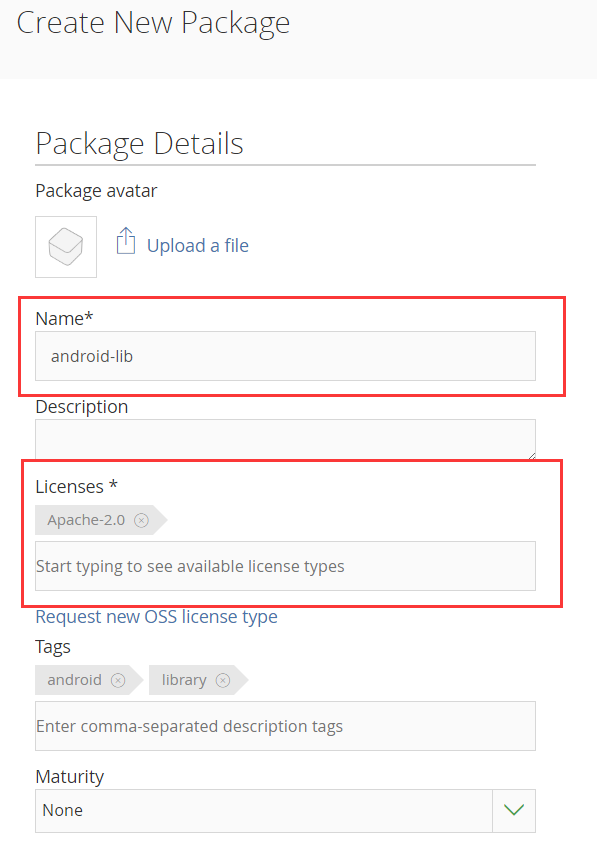 Create New Package
Package Details
Package avatar
Upload a file
Name*
android-lib
Description
Licenses *
Apache-2.0
Start typing to see available license types
Request new OSS license type
Tags
android library
Enter comma-separated description tags
Maturity
None